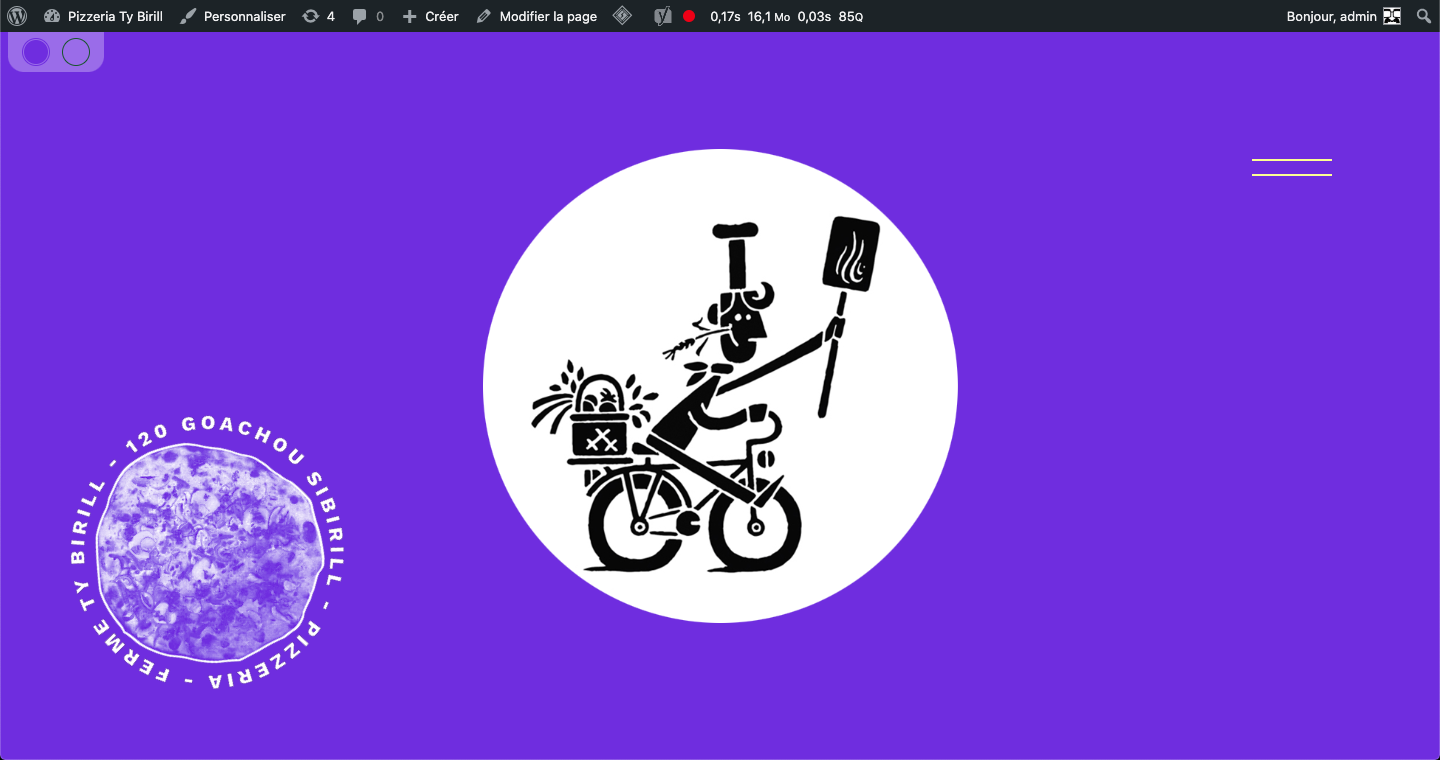 Pizzeria Ty Birill Personnaliser 4 0 Créer Modifier la page 0,17s 16,1 Mo 0,03s 85Q Bonjour, admin
FERME TY BIRILL - 120 GOACHOU SIBIRILL - PIZZERIA -